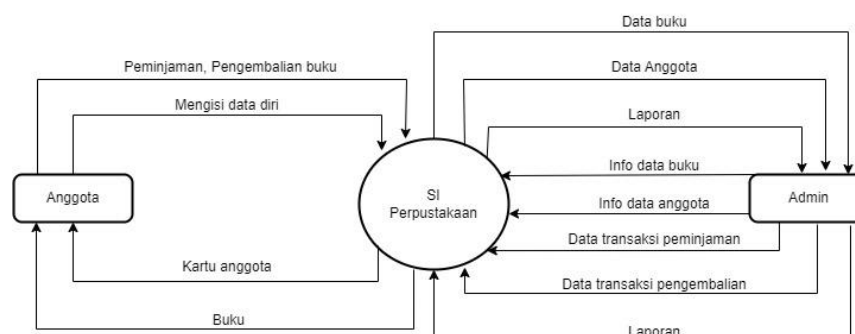 Data buku
Peminjaman, Pengembalian buku
Data Anggota
Mengisi data diri
Laporan
Info data buku
Anggota
SI
Perpustakaan
Info data anggota
Admin
Data transaksi peminjaman
Kartu anggota
Data transaksi pengembalian
Buku
Laporan